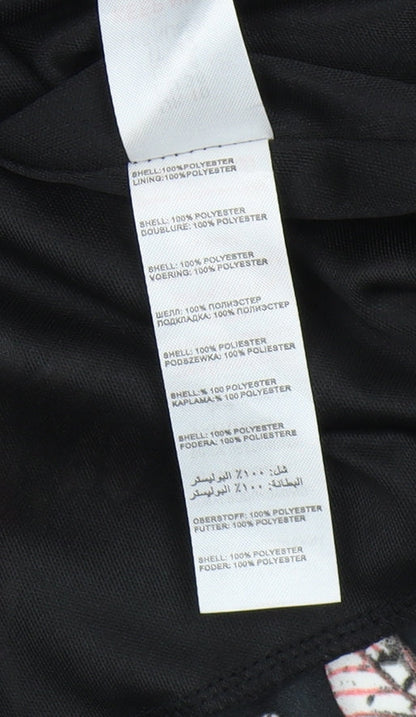 SHELL:100%POLYESTER
LINING:100%POLYESTER
SHELL: 100% POLYESTER
DOUBLURE: 100% POLYESTER
SHELL: 100% POLYESTER
VOERING: 100% POLYESTER
ШЕЛЛ: 100% ПОЛИЭСТЕР
ПОДКЛАДКА: 100% ПОЛИЭСТЕР
SHELL: 100% POLIESTER
PODSZEWKA: 100% POLIESTER
SHELL:% 100 POLYESTER
KAPLAMA:% 100 POLYESTER
SHELL: 100% POLYESTER
FODERA: 100% POLIESTERE
شل: ١٠٠٪ البوليستر
البطانة: ١٠٠٪ البوليستر
OBERSTOFF: 100% POLYESTER
FUTTER: 100% POLYESTER
SHELL: 100% POLYESTER
FODER: 100% POLYESTER